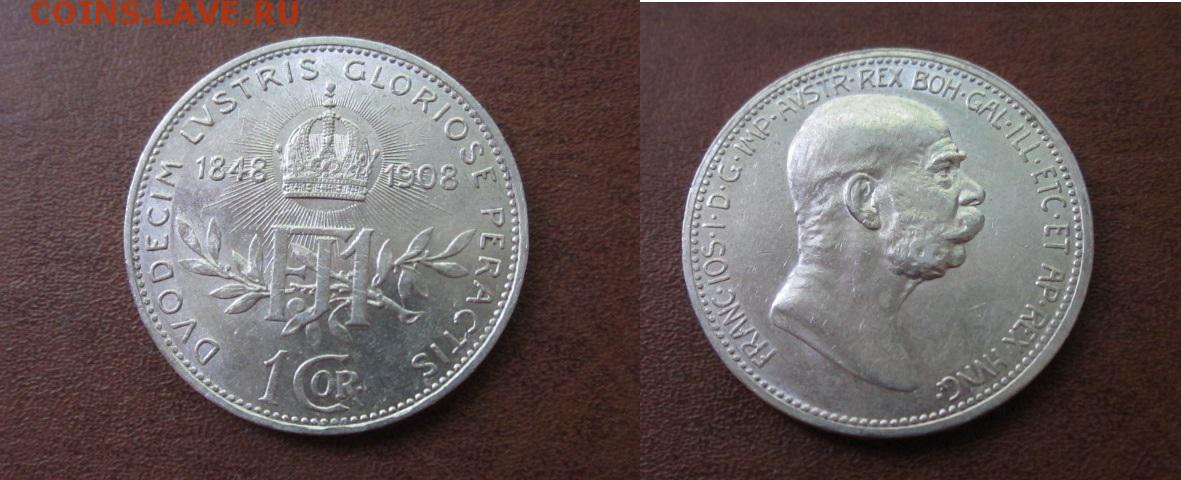 COINS.LAVE.RU
DVODECIM LVSTRIS GLORIOSE PERACTIS
1848 1908
FJ1
1 COR.
FRANC·IOS·I·D·G·IMP·AVSTR·REX BOH·GAL·ILL·ETC·ET AP·REX HVNG.